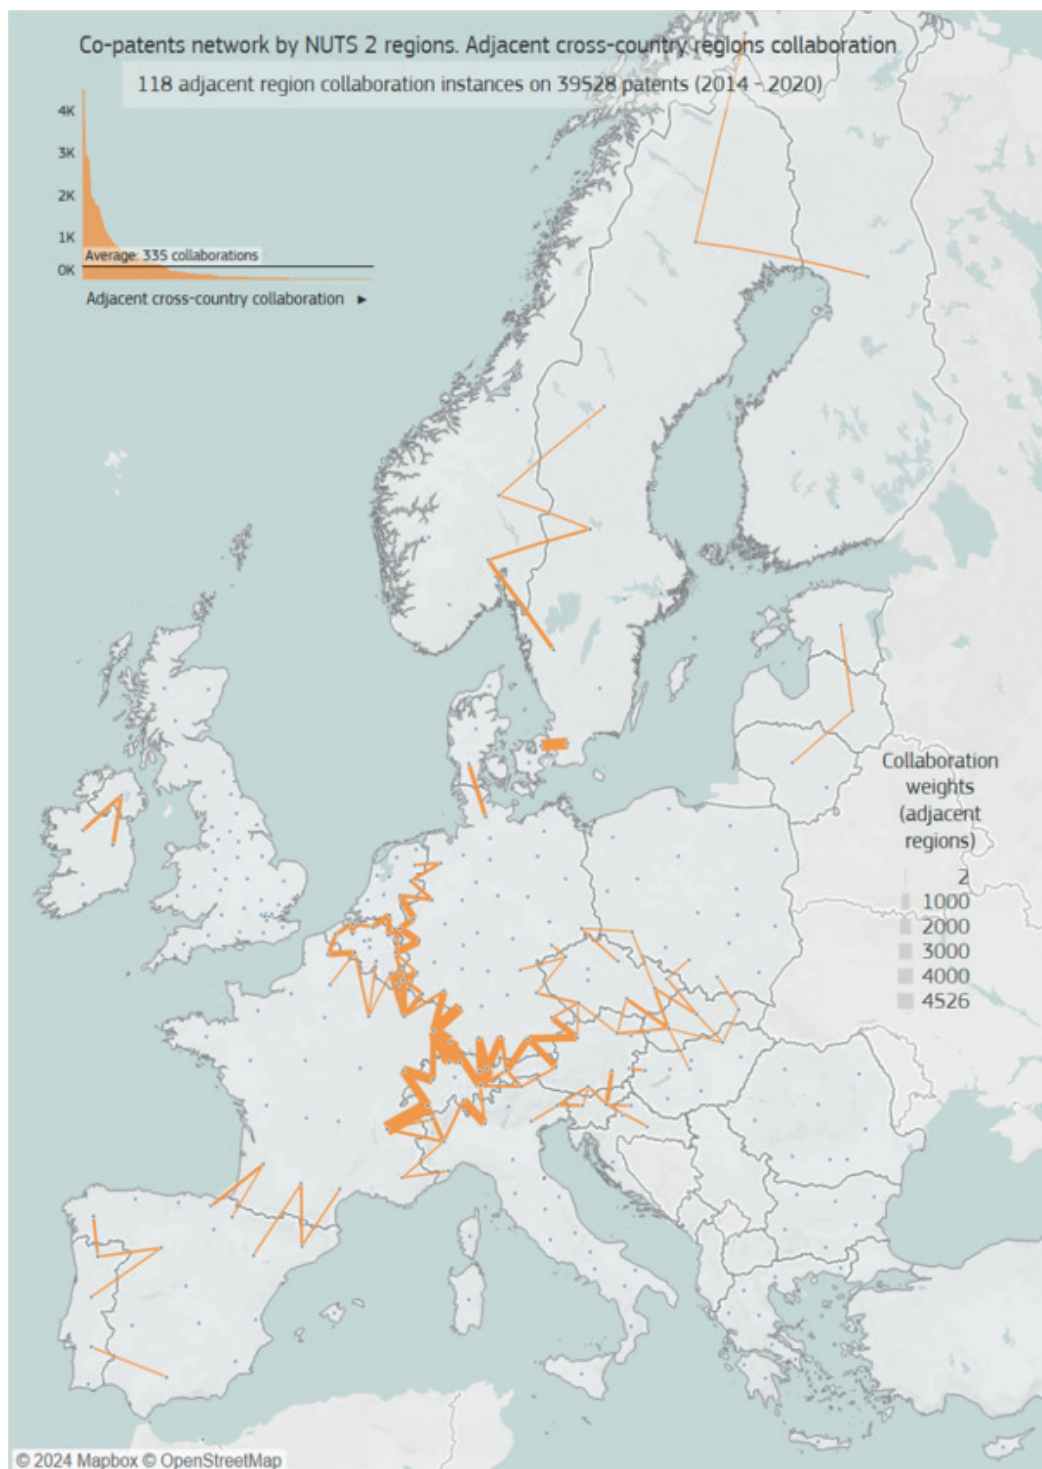 Co-patents network by NUTS 2 regions. Adjacent cross-country regions collaboration
118 adjacent region collaboration instances on 39528 patents (2014 - 2020)
4K
3K
2K
1K
Average: 335 collaborations
0K
Adjacent cross-country collaboration ►
Collaboration
weights
(adjacent
regions)
2
1000
2000
3000
4000
4526
© 2024 Mapbox © OpenStreetMap